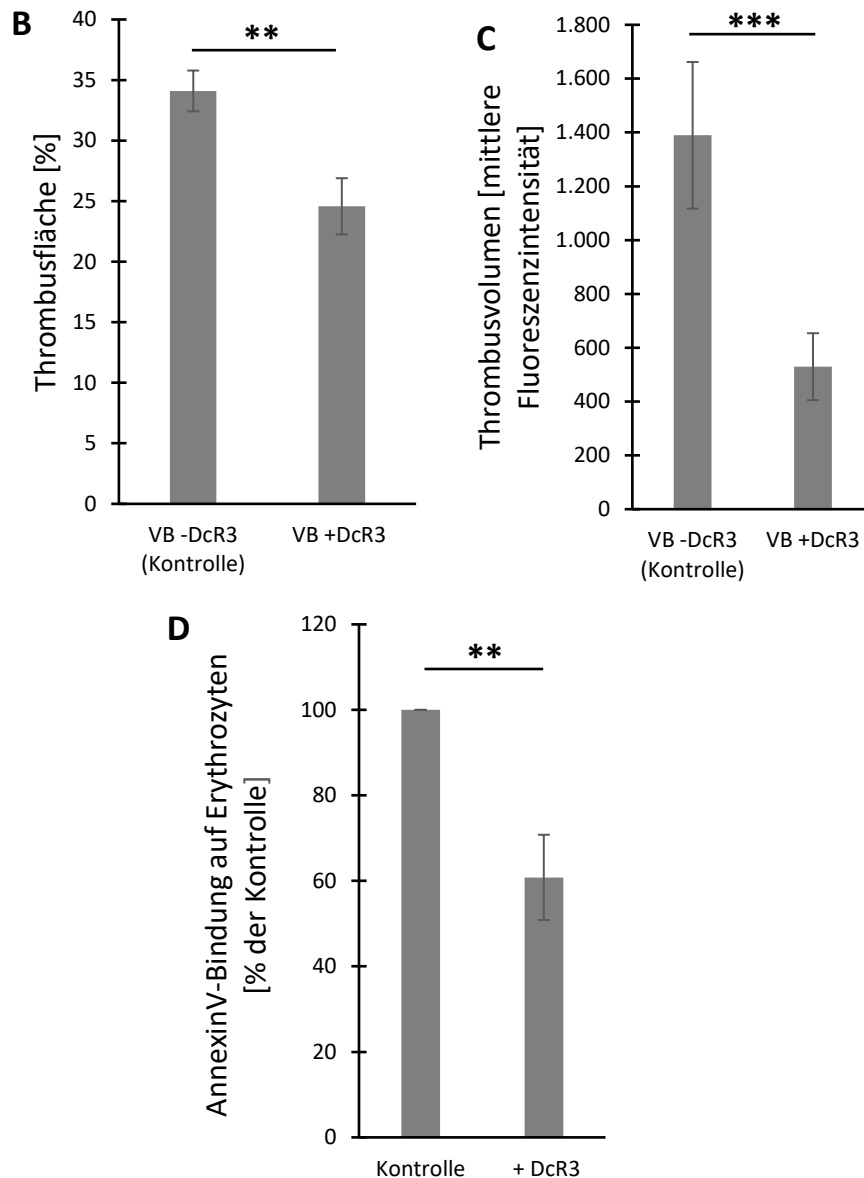 B
Thrombusfläche [%]
40
35
30
25
20
15
10
5
0
**
VB -DcR3
(Kontrolle)
VB +DcR3
C
Thrombusvolumen [mittlere
Fluoreszenzintensität]
1.800
1.600
1.400
1.200
1.000
800
600
400
200
0
***
VB -DcR3
(Kontrolle)
VB +DcR3
D
AnnexinV-Bindung auf Erythrozyten
[% der Kontrolle]
120
100
80
60
40
20
0
**
Kontrolle
+ DcR3